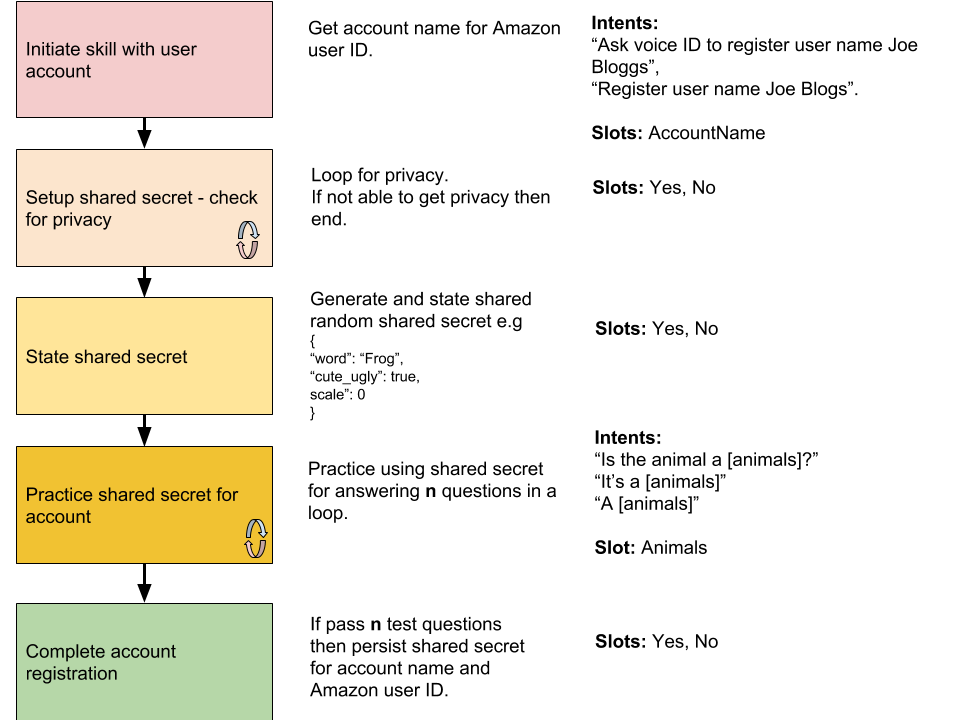 Initiate skill with user
account
Get account name for Amazon
user ID.
Intents:
“Ask voice ID to register user name Joe
Bloggs”,
“Register user name Joe Blogs”.
Slots: AccountName
Setup shared secret - check
for privacy
Loop for privacy.
If not able to get privacy then
end.
Slots: Yes, No
State shared secret
Generate and state shared
random shared secret e.g
{
“word”: “Frog”,
“cute_ugly”: true,
scale”: 0
}
Slots: Yes, No
Practice shared secret for
account
Practice using shared secret
for answering n questions in a
loop.
Intents:
“Is the animal a [animals]?”
“It’s a [animals]”
“A [animals]”
Slot: Animals
Complete account
registration
If pass n test questions
then persist shared secret
for account name and
Amazon user ID.
Slots: Yes, No